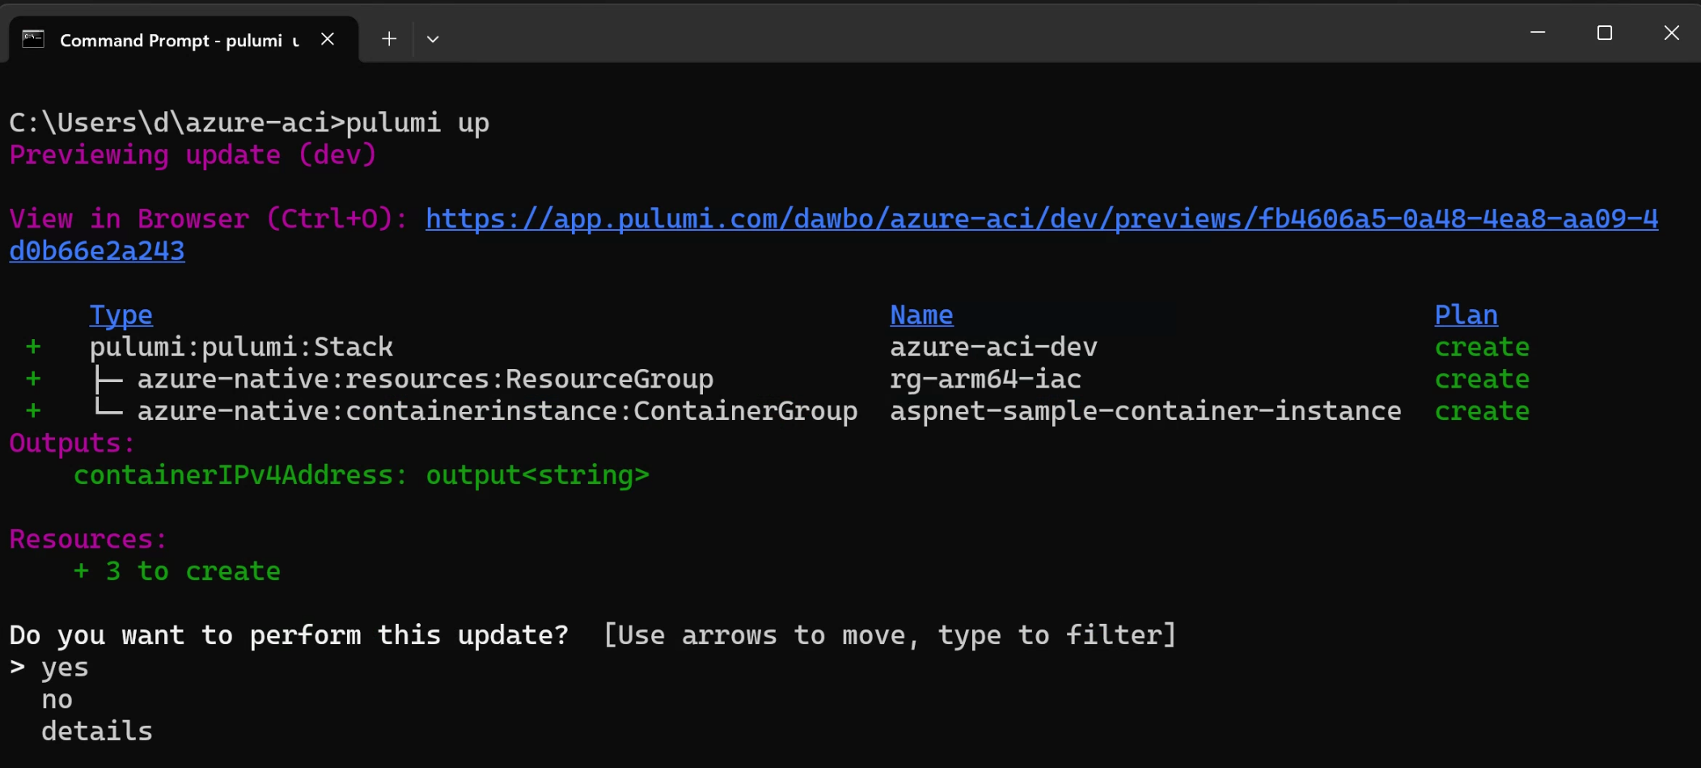 Command Prompt - pulumi u
C:\Users\d\azure-aci>pulumi up
Previewing update (dev)
View in Browser (Ctrl+O): https://app.pulumi.com/dawbo/azure-aci/dev/previews/fb4606a5-0a48-4ea8-aa09-4
d0b66e2a243
Type Name Plan
+ pulumi:pulumi:Stack azure-aci-dev create
+ ├─ azure-native:resources:ResourceGroup rg-arm64-iac create
+ └─ azure-native:containerinstance:ContainerGroup aspnet-sample-container-instance create
Outputs:
containerIPv4Address: output<string>
Resources:
+ 3 to create
Do you want to perform this update? [Use arrows to move, type to filter]
> yes
no
details